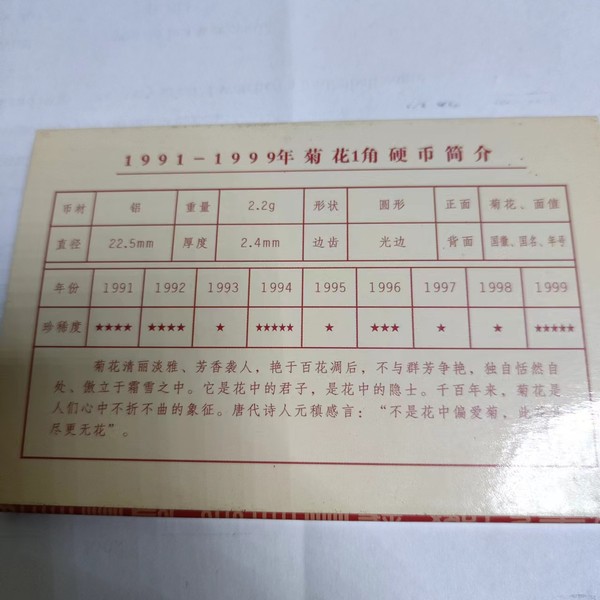 1991-1999年菊花1角硬币简介
币材 铝 重量 2.2g 形状 圆形 正面 菊花、面值
直径 22.5mm 厚度 2.4mm 边齿 光边 背面 国徽、国名、年号
年份 1991 1992 1993 1994 1995 1996 1997 1998 1999
珍稀度 ★★★★ ★★★★ ★ ★★★★★ ★ ★★★ ★ ★ ★★★★★
菊花清丽淡雅、芳香袭人，艳于百花凋后，不与群芳争艳，独自恬然自
处、傲立于霜雪之中。它是花中的君子，是花中的隐士。千百年来，菊花是
人们心中不折不曲的象征。唐代诗人元稹感言：“不是花中偏爱菊，此花
尽更无花”。